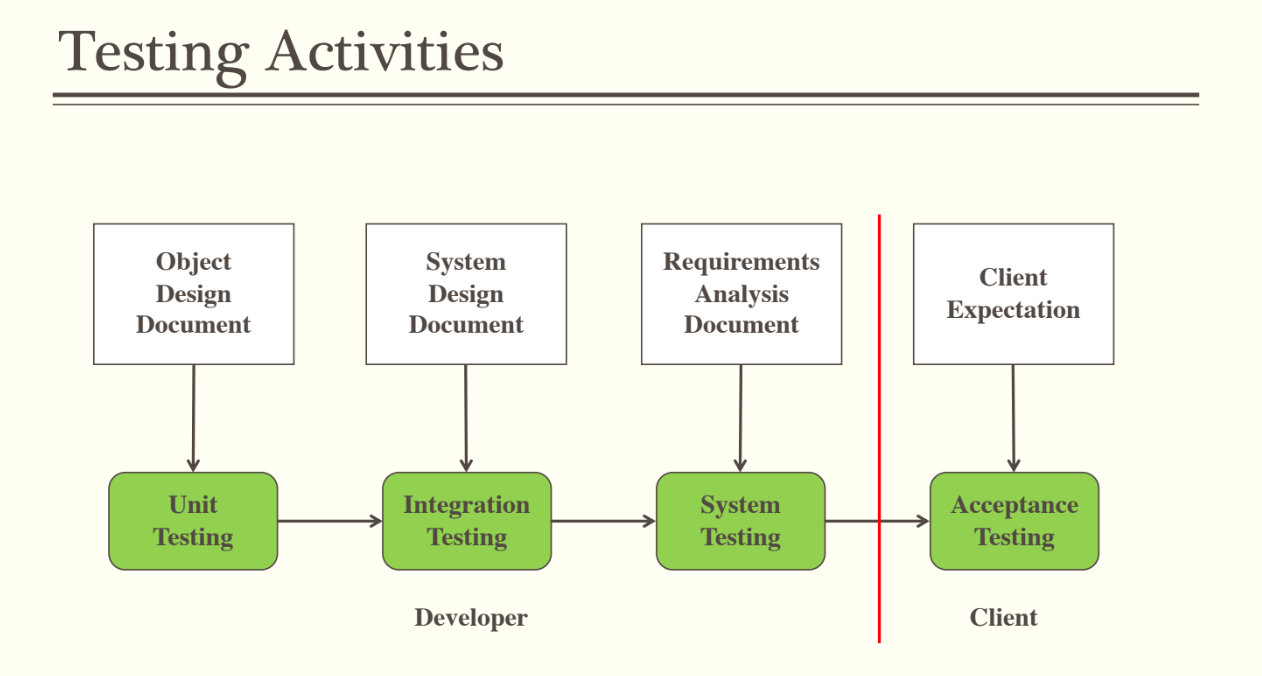 Testing Activities
Object
Design
Document
System
Design
Document
Requirements
Analysis
Document
Client
Expectation
Unit
Testing
Integration
Testing
System
Testing
Acceptance
Testing
Developer
Client